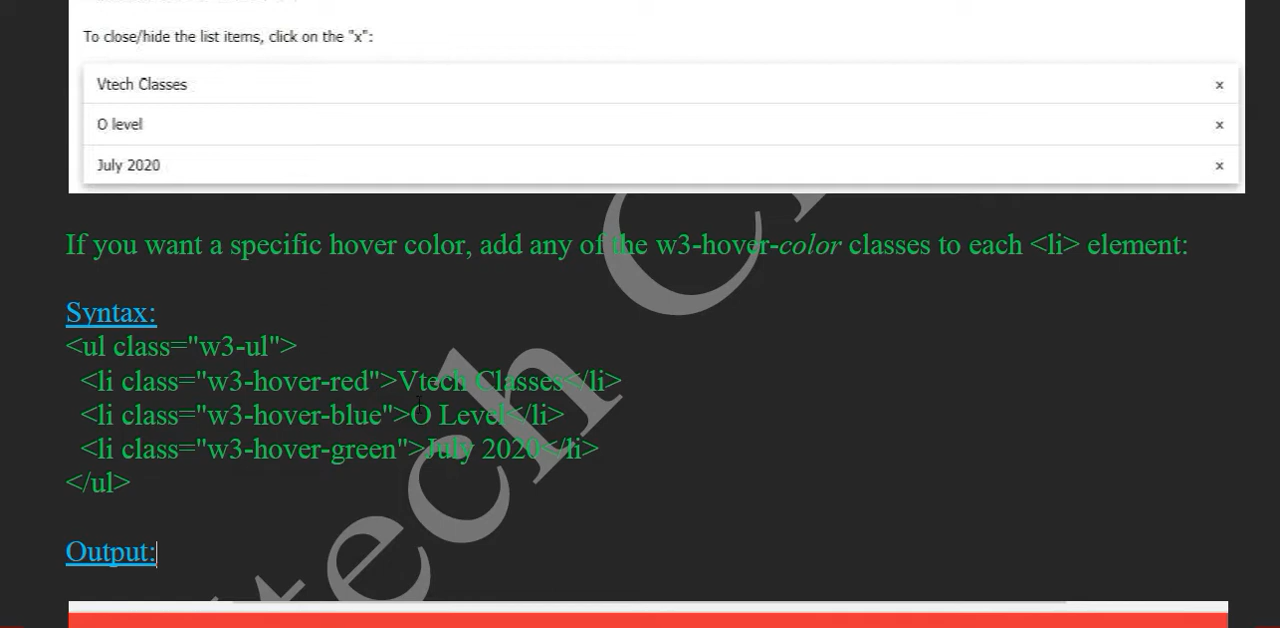 To close/hide the list items, click on the "x":
Vtech Classes x
O level x
July 2020 x
If you want a specific hover color, add any of the w3-hover-color classes to each <li> element:
Syntax:
<ul class="w3-ul">
<li class="w3-hover-red">Vtech Classes</li>
<li class="w3-hover-blue">O Level</li>
<li class="w3-hover-green">July 2020</li>
</ul>
Output: